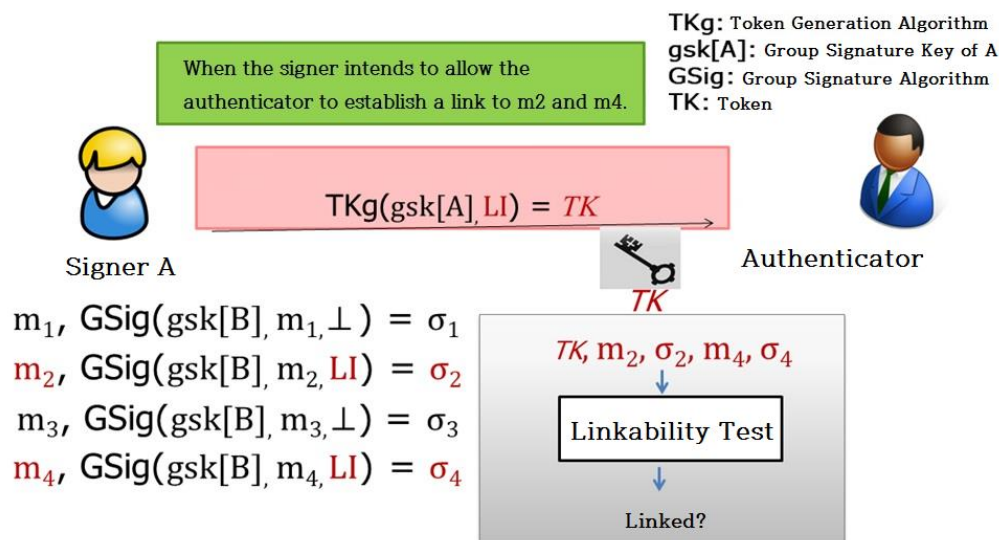 TKg: Token Generation Algorithm
gsk[A]: Group Signature Key of A
GSig: Group Signature Algorithm
TK: Token
When the signer intends to allow the
authenticator to establish a link to m2 and m4.
TKg(gsk[A], LI) = TK
Signer A
Authenticator
TK
m₁, GSig(gsk[B], m₁, ⊥) = σ₁
m₂, GSig(gsk[B], m₂, LI) = σ₂
m₃, GSig(gsk[B], m₃, ⊥) = σ₃
m₄, GSig(gsk[B], m₄, LI) = σ₄
TK, m₂, σ₂, m₄, σ₄
Linkability Test
Linked?